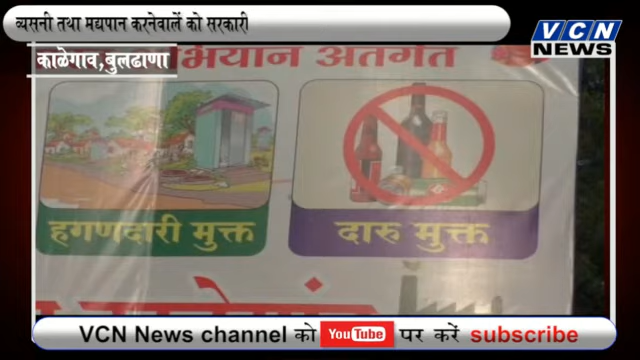 व्यसनी तथा मद्यपान करनेवालें को सरकारी
VCN
NEWS
काळेगाव,बुलढाणा
अंतर्गत
हगणदारी मुक्त
दारु मुक्त
VCN News channel को YouTube पर करें subscribe